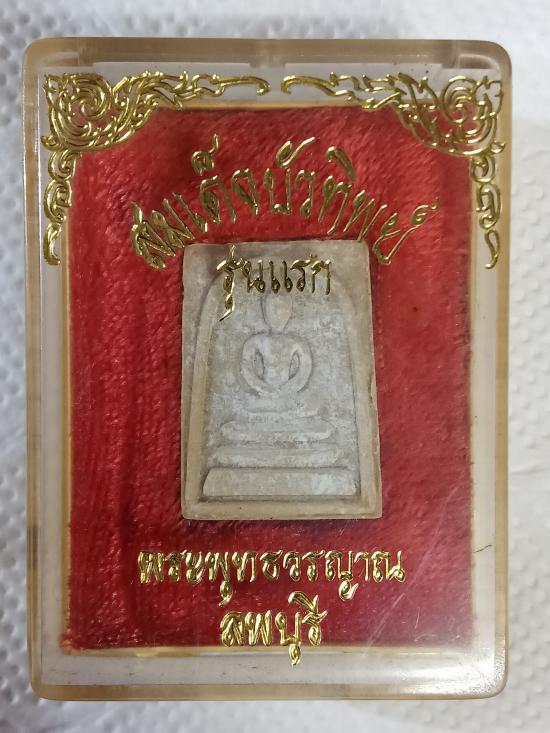 สมเด็จบัวทิพย์
รุ่นแรก
พระพุทธวรญาณ
ลพบุรี